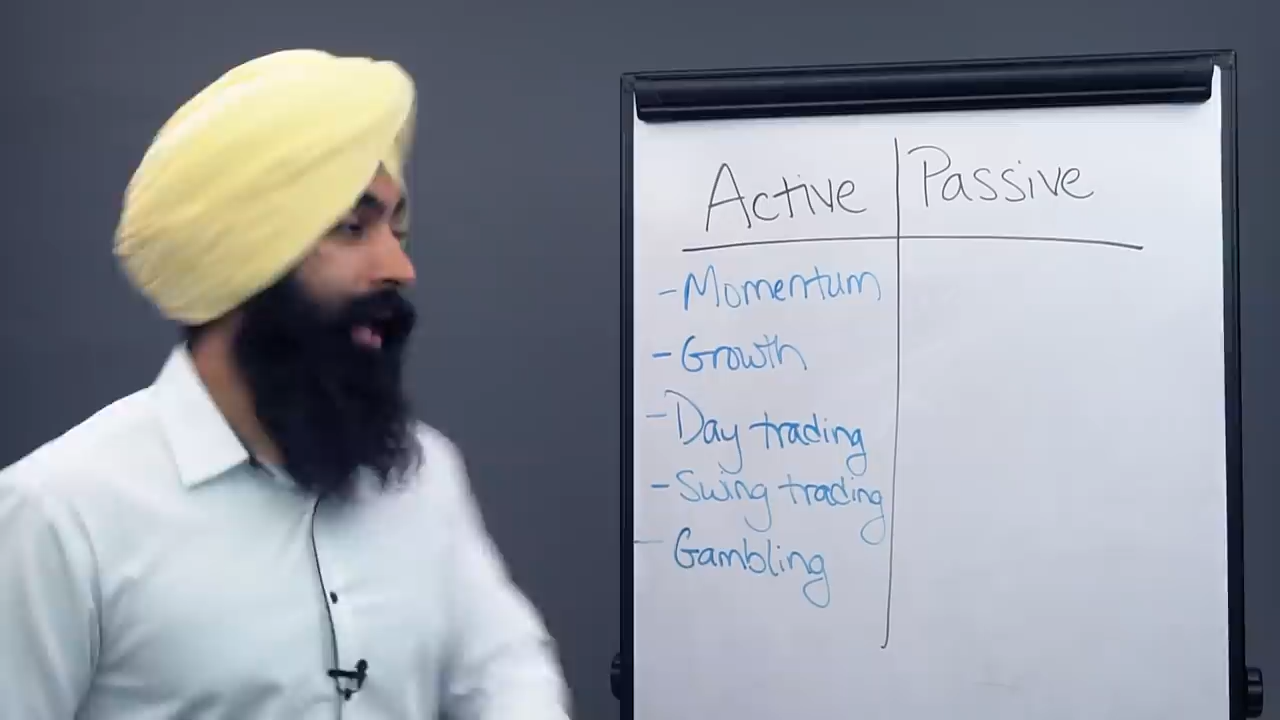 Active Passive
- Momentum
- Growth
- Day trading
- Swing trading
- Gambling